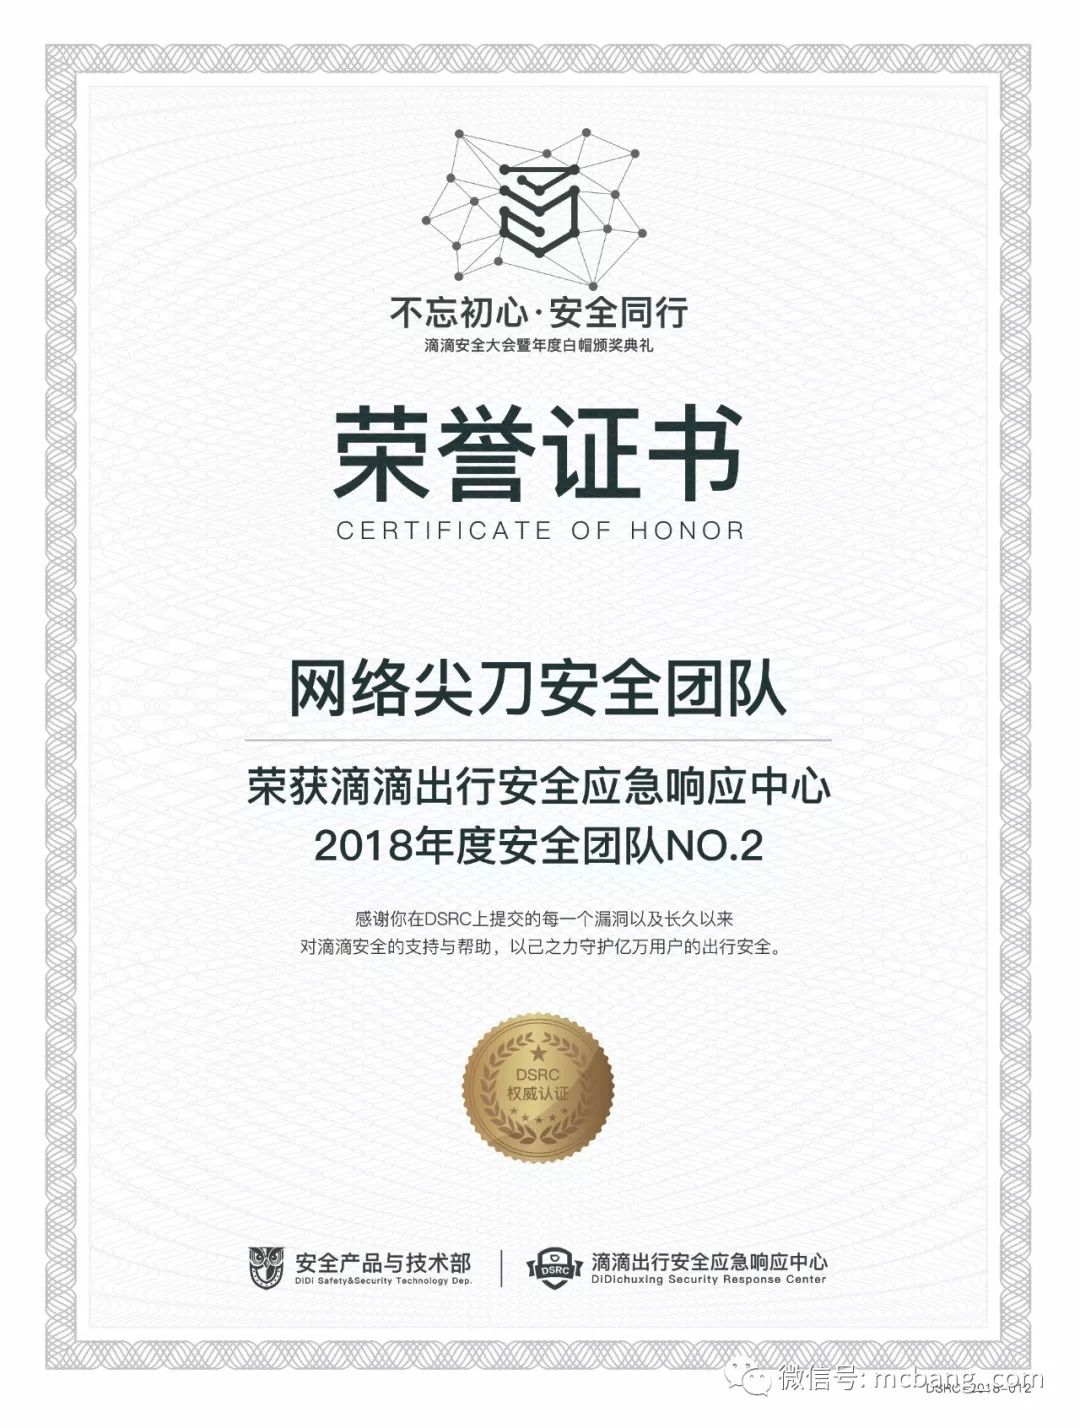 不忘初心·安全同行
滴滴安全大会暨年度白帽颁奖典礼
荣誉证书
CERTIFICATE OF HONOR
网络尖刀安全团队
荣获滴滴出行安全应急响应中心
2018年度安全团队NO.2
感谢你在DSRC上提交的每一个漏洞以及长久以来
对滴滴安全的支持与帮助，以己之力守护亿万用户的出行安全。
DSRC
权威认证
安全产品与技术部
DiDi Safety&Security Technology Dep.
DSRC
滴滴出行安全应急响应中心
DiDichuxing Security Response Center
微信号: mcbang_com
DSRC-2018-012